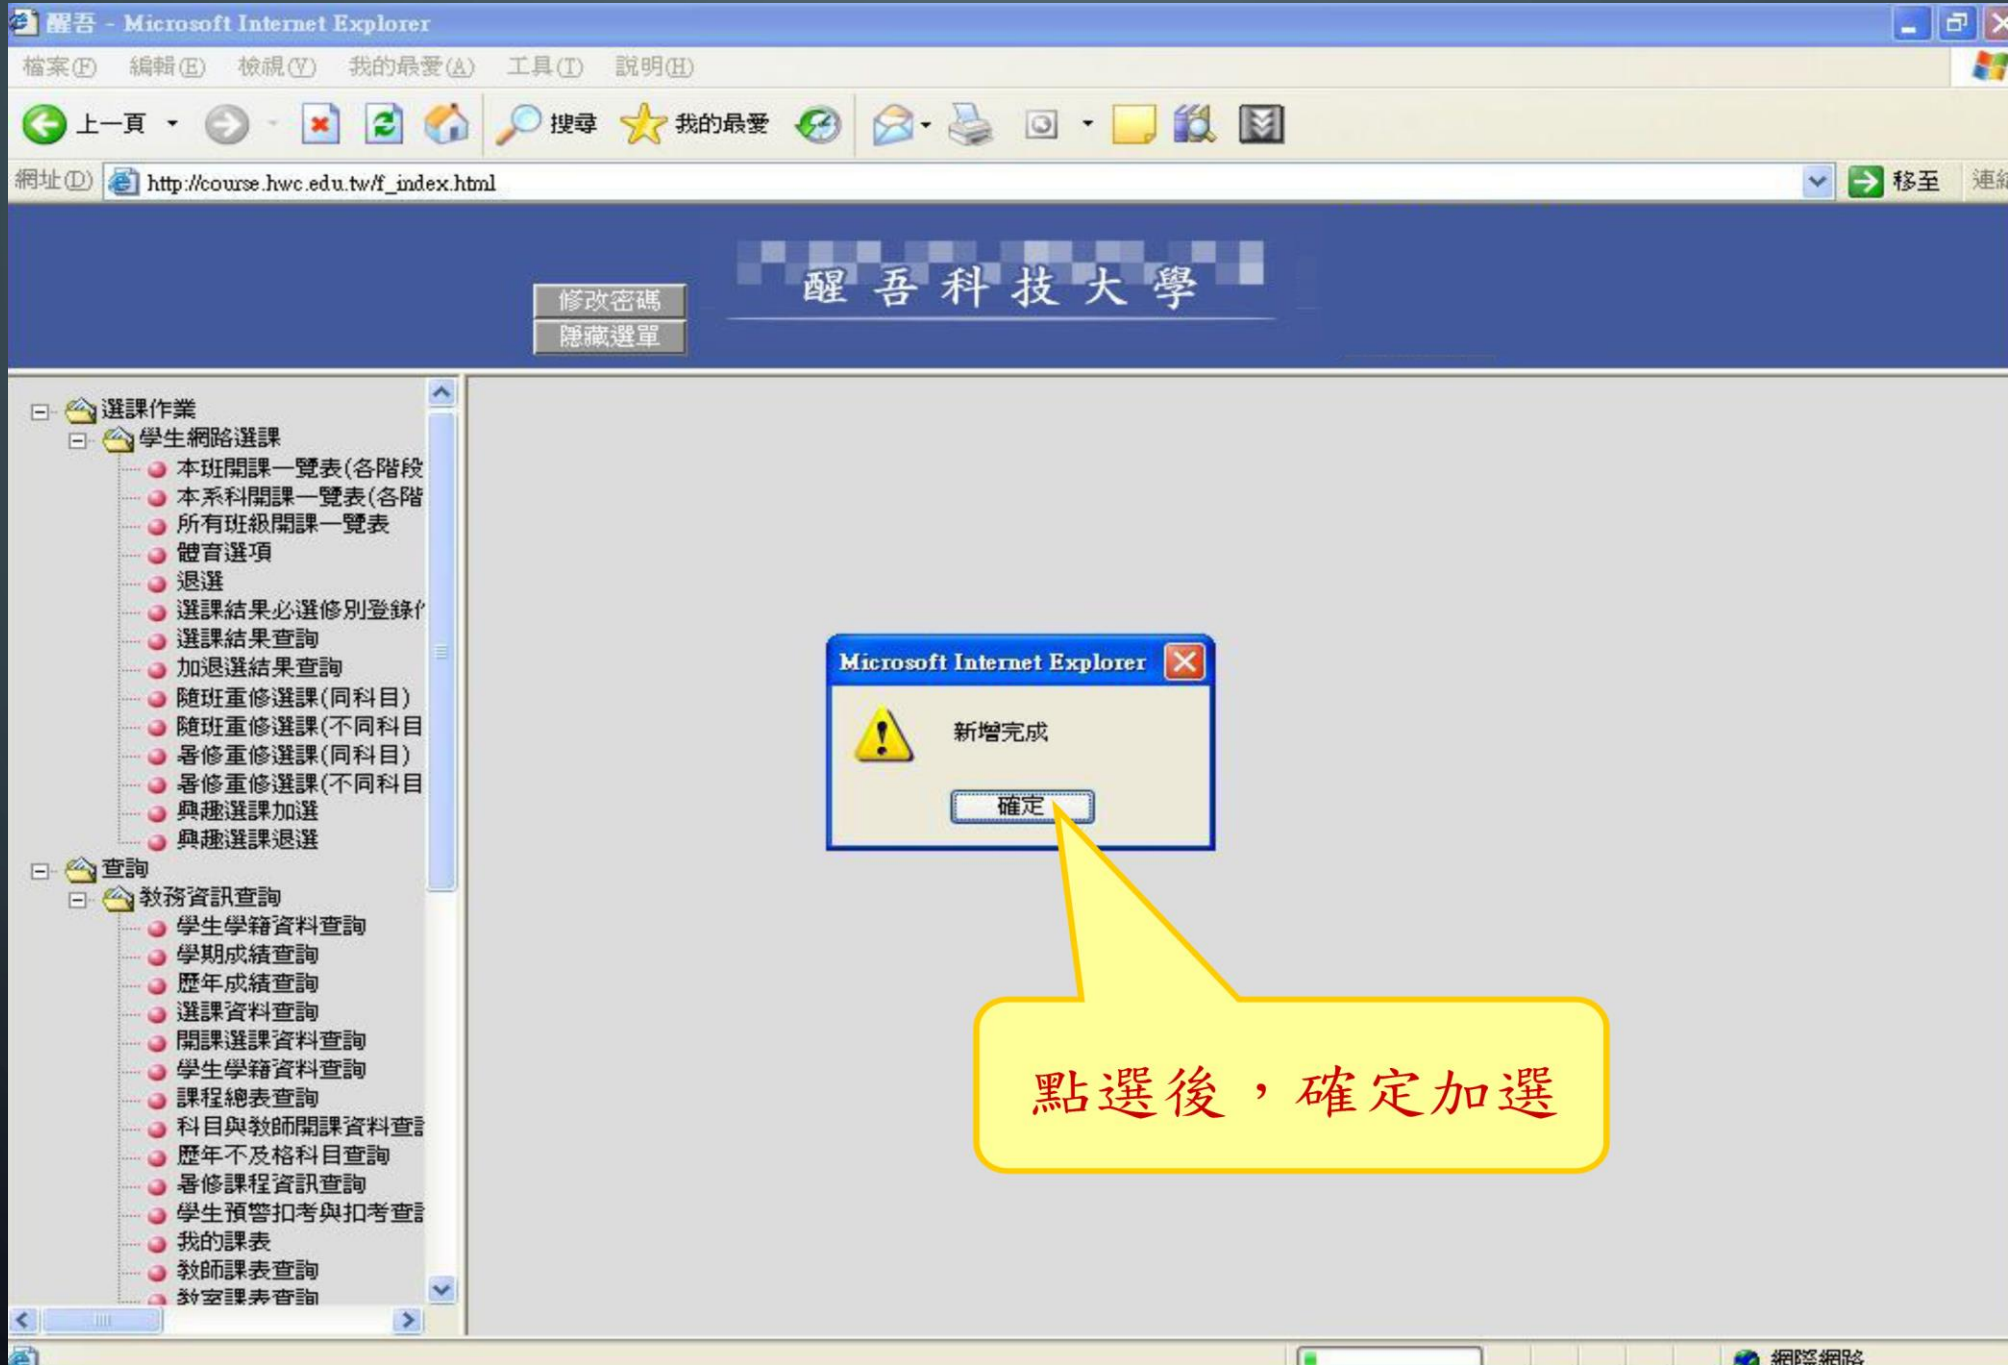 醒吾 - Microsoft Internet Explorer
檔案(F) 編輯(E) 檢視(V) 我的最愛(A) 工具(T) 說明(H)
上一頁 搜尋 我的最愛
網址(D) http://course.hwc.edu.tw/f_index.html 移至
醒吾科技大學
修改密碼
隱藏選單
選課作業
學生網路選課
本班開課一覽表(各階段
本系科開課一覽表(各階
所有班級開課一覽表
體育選項
退選
選課結果必選修別登錄
選課結果查詢
加退選結果查詢
隨班重修選課(同科目)
隨班重修選課(不同科目
暑修重修選課(同科目)
暑修重修選課(不同科目
興趣選課加選
興趣選課退選
查詢
教務資訊查詢
學生學籍資料查詢
學期成績查詢
歷年成績查詢
選課資料查詢
開課選課資料查詢
學生學籍資料查詢
課程總表查詢
科目與教師開課資料查
歷年不及格科目查詢
暑修課程資訊查詢
學生預警扣考與扣考查
我的課表
教師課表查詢
教室課表查詢
Microsoft Internet Explorer
新增完成
確定
點選後，確定加選
網際網路